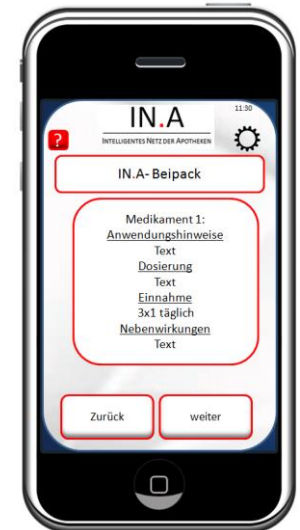 11:30
IN.A
INTELLIGENTES NETZ DER APOTHEKEN
?
IN.A- Beipack
Medikament 1:
Anwendungshinweise
Text
Dosierung
Text
Einnahme
3x1 täglich
Nebenwirkungen
Text
Zurück
weiter